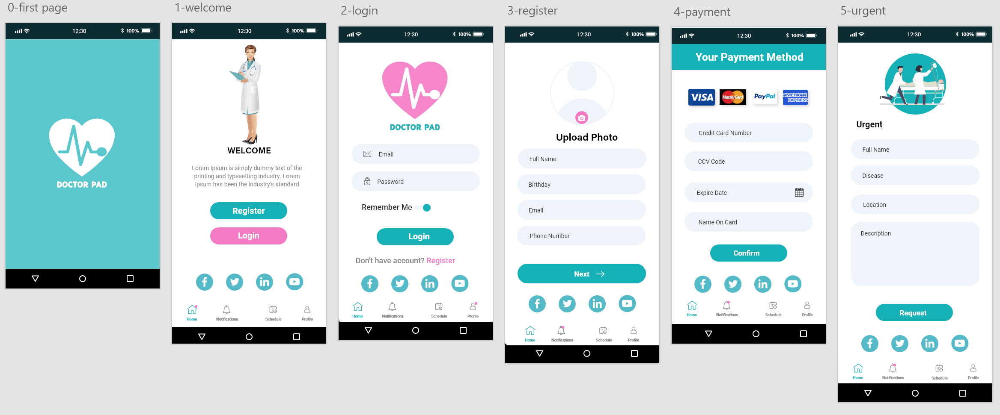 0-first page
12:30
100%
DOCTOR PAD
1-welcome
12:30
100%
WELCOME
Lorem Ipsum is simply dummy text of the
printing and typesetting industry. Lorem
Ipsum has been the industry's standard
Register
Login
Home
Notifications
Schedule
Profile
2-login
12:30
100%
DOCTOR PAD
Email
Password
Remember Me
Login
Don't have account? Register
Home
Notifications
Schedule
Profile
3-register
12:30
100%
Upload Photo
Full Name
Birthday
Email
Phone Number
Next
Home
Notifications
Schedule
Profile
4-payment
12:30
100%
Your Payment Method
VISA
MasterCard
PayPal
AMERICAN
EXPRESS
Credit Card Number
CCV Code
Expire Date
Name On Card
Confirm
Home
Notifications
Schedule
Profile
5-urgent
12:30
100%
Urgent
Full Name
Disease
Location
Description
Request
Home
Notifications
Schedule
Profile